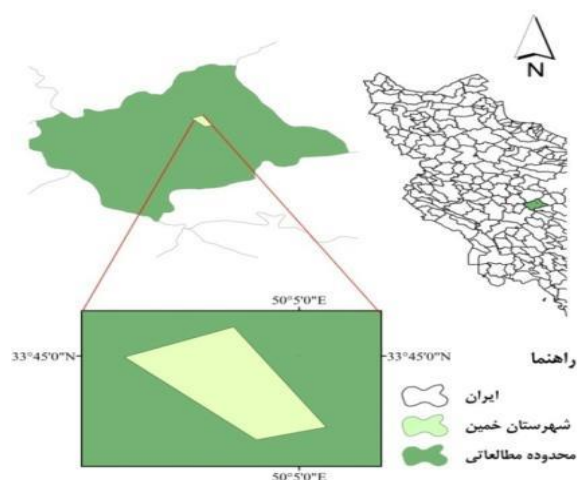 N
50°5'0"E
33°45'0"N
33°45'0"N
50°5'0"E
راهنما
ایران
شهرستان خمین
محدوده مطالعاتی